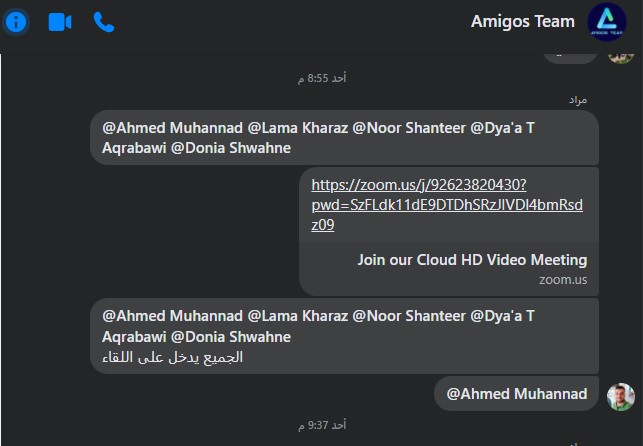 Amigos Team
AMIGOS TEAM
أحد 8:55 م
مراد
@Ahmed Muhannad @Lama Kharaz @Noor Shanteer @Dya'a T
Aqrabawi @Donia Shwahne
https://zoom.us/j/92623820430?
pwd=SzFLdk11dE9DTDhSRzJlVDl4bmRsd
z09
Join our Cloud HD Video Meeting
zoom.us
@Ahmed Muhannad @Lama Kharaz @Noor Shanteer @Dya'a T
Aqrabawi @Donia Shwahne
الجميع يدخل على اللقاء
@Ahmed Muhannad
أحد 9:37 م